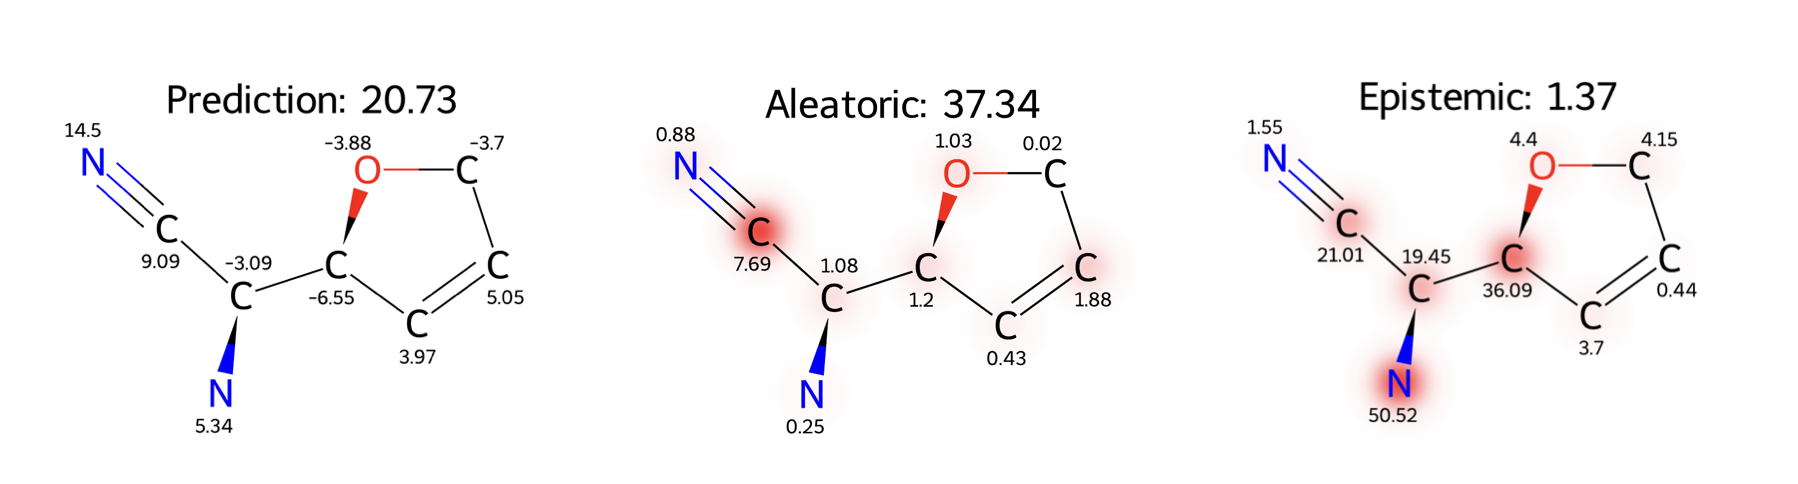 Prediction: 20.73
14.5
N
C
9.09
-3.09
C
N
5.34
-3.88
O
-3.7
C
C
-6.55
C
5.05
C
3.97
Aleatoric: 37.34
0.88
N
C
7.69
1.08
C
N
0.25
1.03
O
0.02
C
C
1.2
C
1.88
C
0.43
Epistemic: 1.37
1.55
N
C
21.01
19.45
C
N
50.52
4.4
O
4.15
C
C
36.09
C
0.44
C
3.7